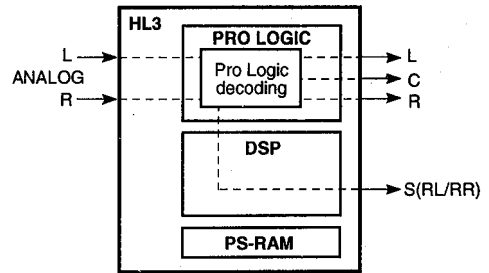 HL3
PRO LOGIC
L
L
Pro Logic
decoding
ANALOG
C
R
R
DSP
S(RL/RR)
PS-RAM